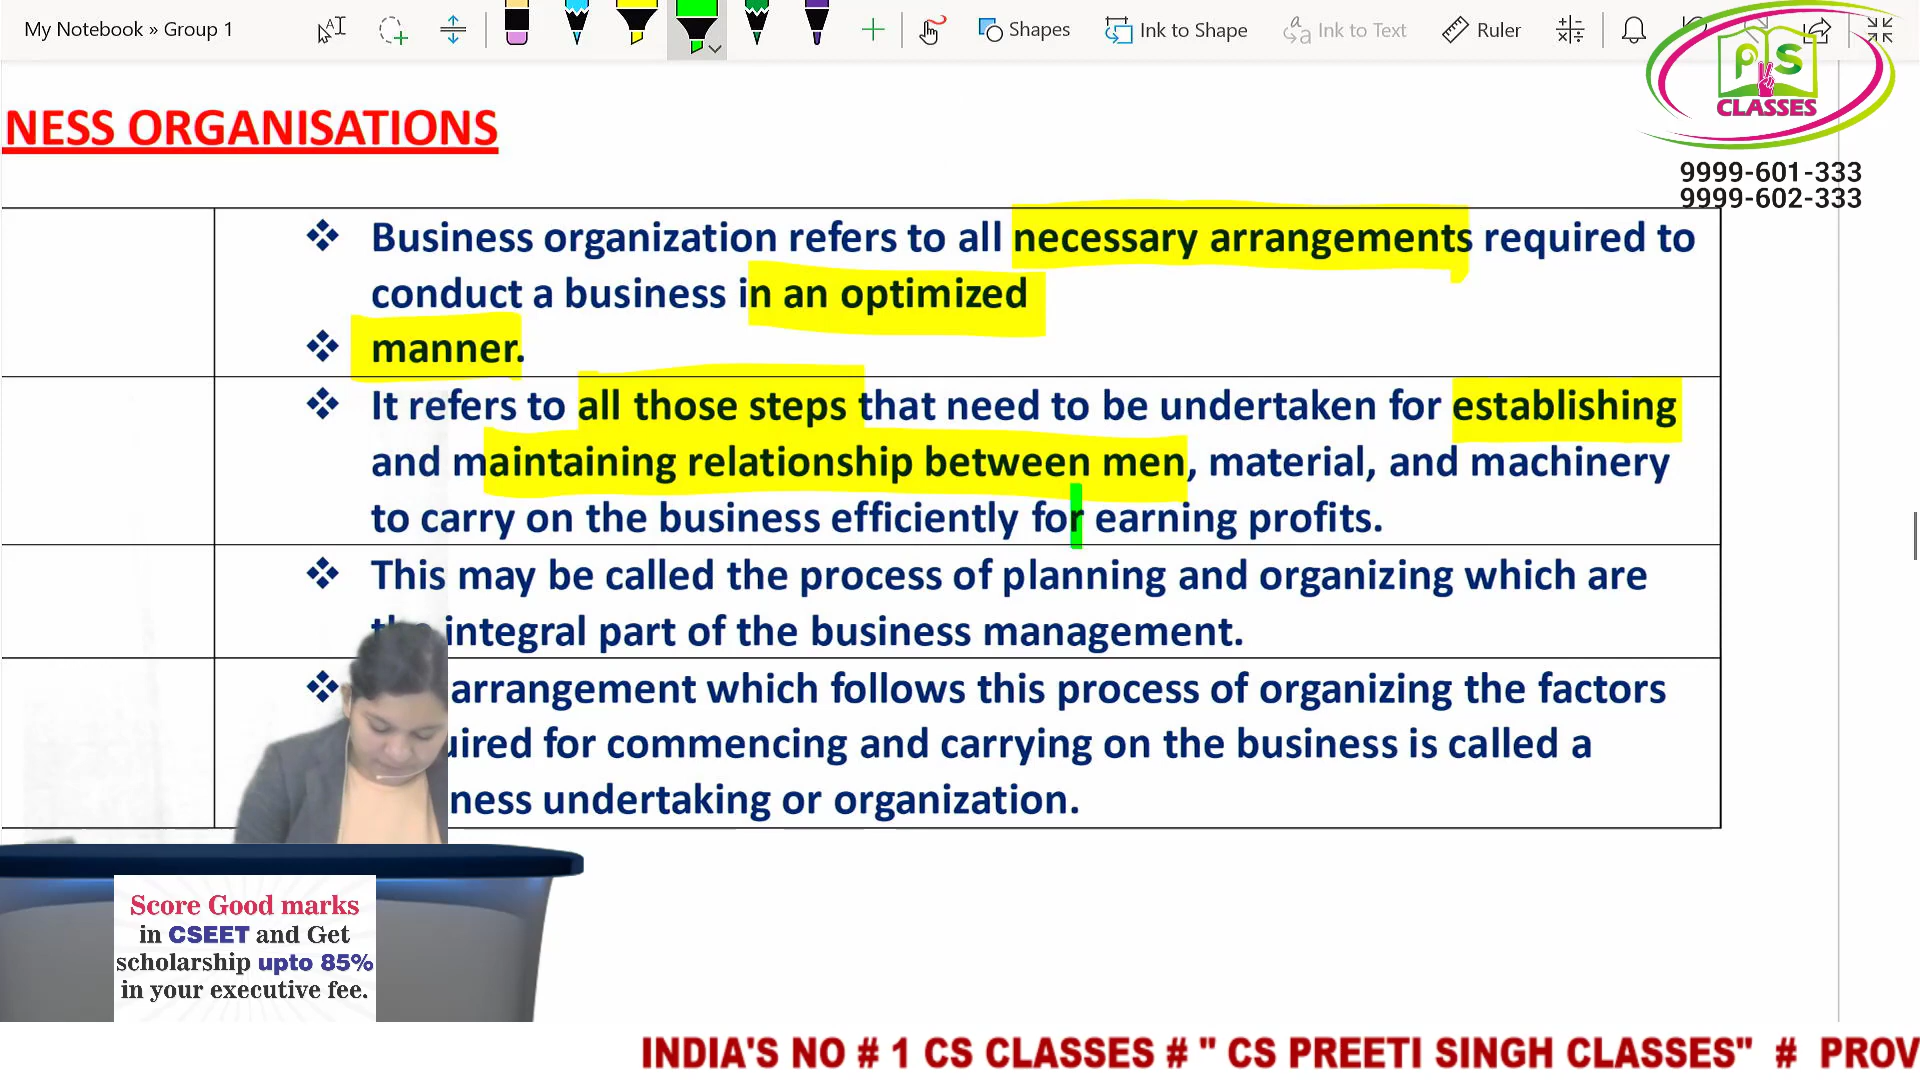 My Notebook » Group 1
Shapes
Ink to Shape
Ink to Text
Ruler
PS
CLASSES
9999-601-333
9999-602-333
NESS ORGANISATIONS
❖ Business organization refers to all necessary arrangements required to
conduct a business in an optimized
❖ manner.
❖ It refers to all those steps that need to be undertaken for establishing
and maintaining relationship between men, material, and machinery
to carry on the business efficiently for earning profits.
❖ This may be called the process of planning and organizing which are
integral part of the business management.
❖ arrangement which follows this process of organizing the factors
uired for commencing and carrying on the business is called a
ness undertaking or organization.
Score Good marks
in CSEET and Get
scholarship upto 85%
in your executive fee.
INDIA'S NO # 1 CS CLASSES # " CS PREETI SINGH CLASSES" # PROV